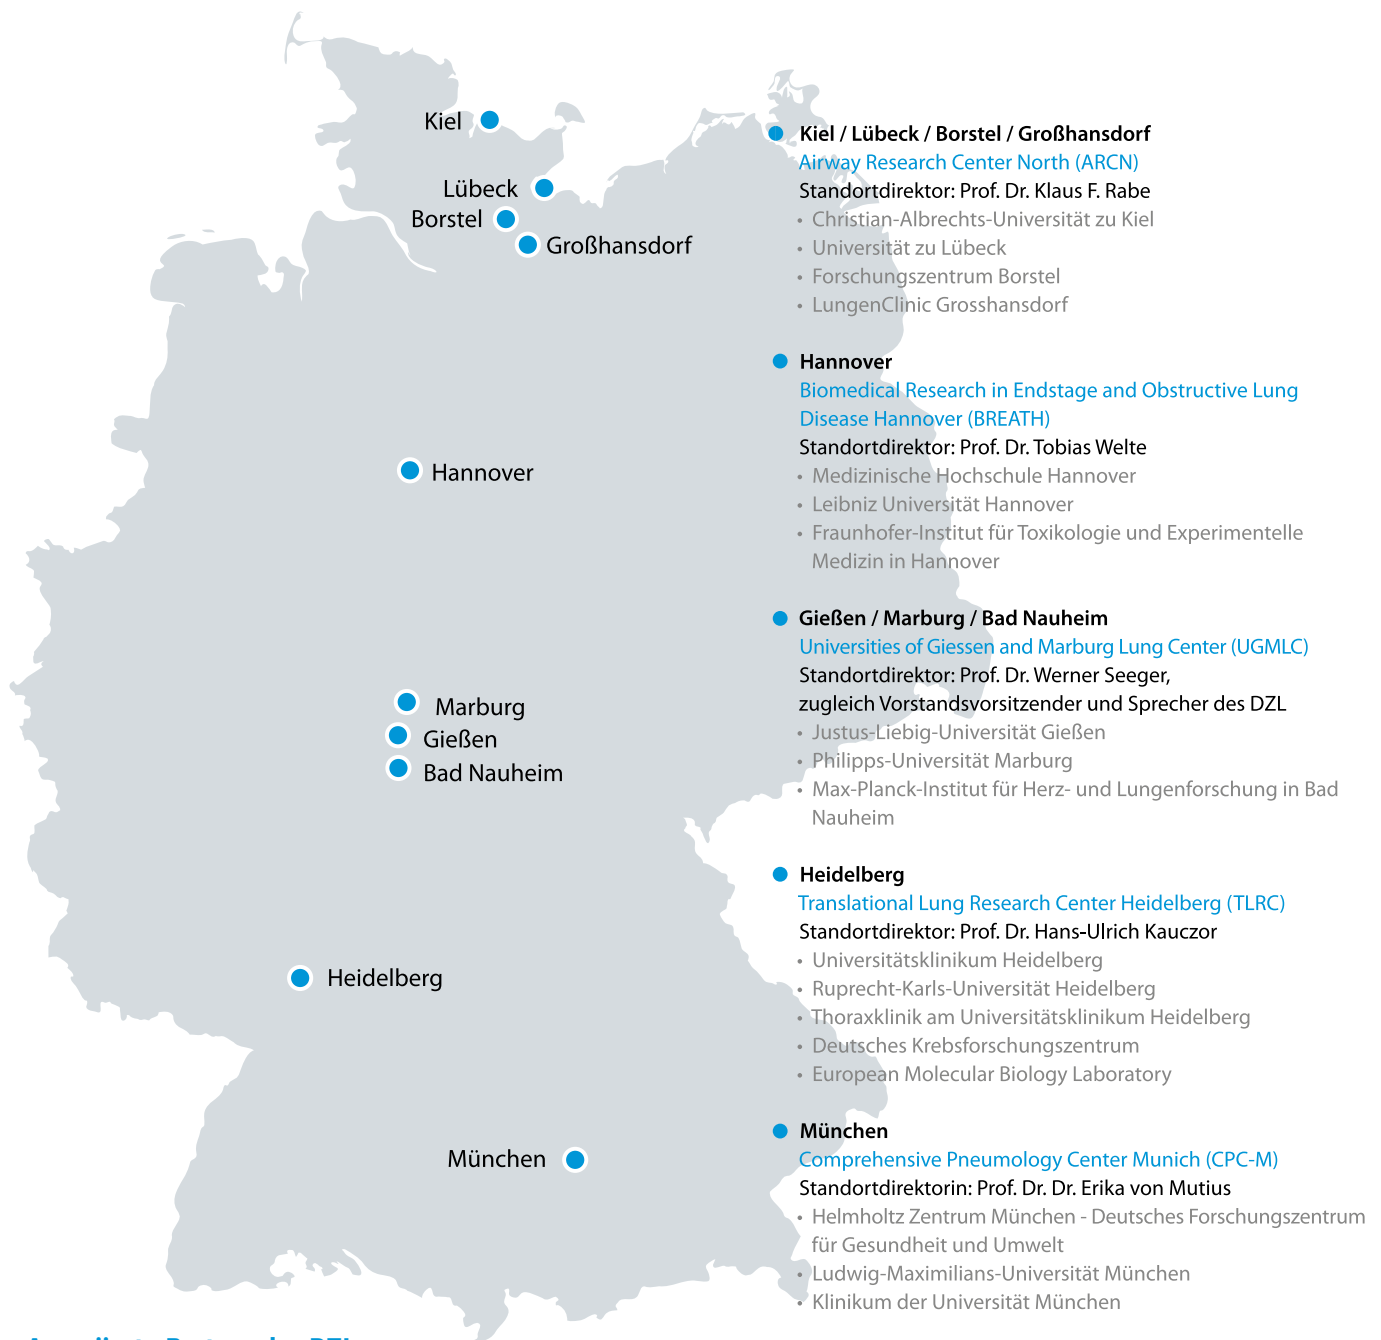 Kiel
Lübeck
Borstel
Großhansdorf
Hannover
Marburg
Gießen
Bad Nauheim
Heidelberg
München
Kiel / Lübeck / Borstel / Großhansdorf
Airway Research Center North (ARCN)
Standortdirektor: Prof. Dr. Klaus F. Rabe
• Christian-Albrechts-Universität zu Kiel
• Universität zu Lübeck
• Forschungszentrum Borstel
• LungenClinic Grosshansdorf
Hannover
Biomedical Research in Endstage and Obstructive Lung
Disease Hannover (BREATH)
Standortdirektor: Prof. Dr. Tobias Welte
• Medizinische Hochschule Hannover
• Leibniz Universität Hannover
• Fraunhofer-Institut für Toxikologie und Experimentelle
Medizin in Hannover
Gießen / Marburg / Bad Nauheim
Universities of Giessen and Marburg Lung Center (UGMLC)
Standortdirektor: Prof. Dr. Werner Seeger,
zugleich Vorstandsvorsitzender und Sprecher des DZL
• Justus-Liebig-Universität Gießen
• Philipps-Universität Marburg
• Max-Planck-Institut für Herz- und Lungenforschung in Bad
Nauheim
Heidelberg
Translational Lung Research Center Heidelberg (TLRC)
Standortdirektor: Prof. Dr. Hans-Ulrich Kauczor
• Universitätsklinikum Heidelberg
• Ruprecht-Karls-Universität Heidelberg
• Thoraxklinik am Universitätsklinikum Heidelberg
• Deutsches Krebsforschungszentrum
• European Molecular Biology Laboratory
München
Comprehensive Pneumology Center Munich (CPC-M)
Standortdirektorin: Prof. Dr. Dr. Erika von Mutius
• Helmholtz Zentrum München - Deutsches Forschungszentrum
für Gesundheit und Umwelt
• Ludwig-Maximilians-Universität München
• Klinikum der Universität München